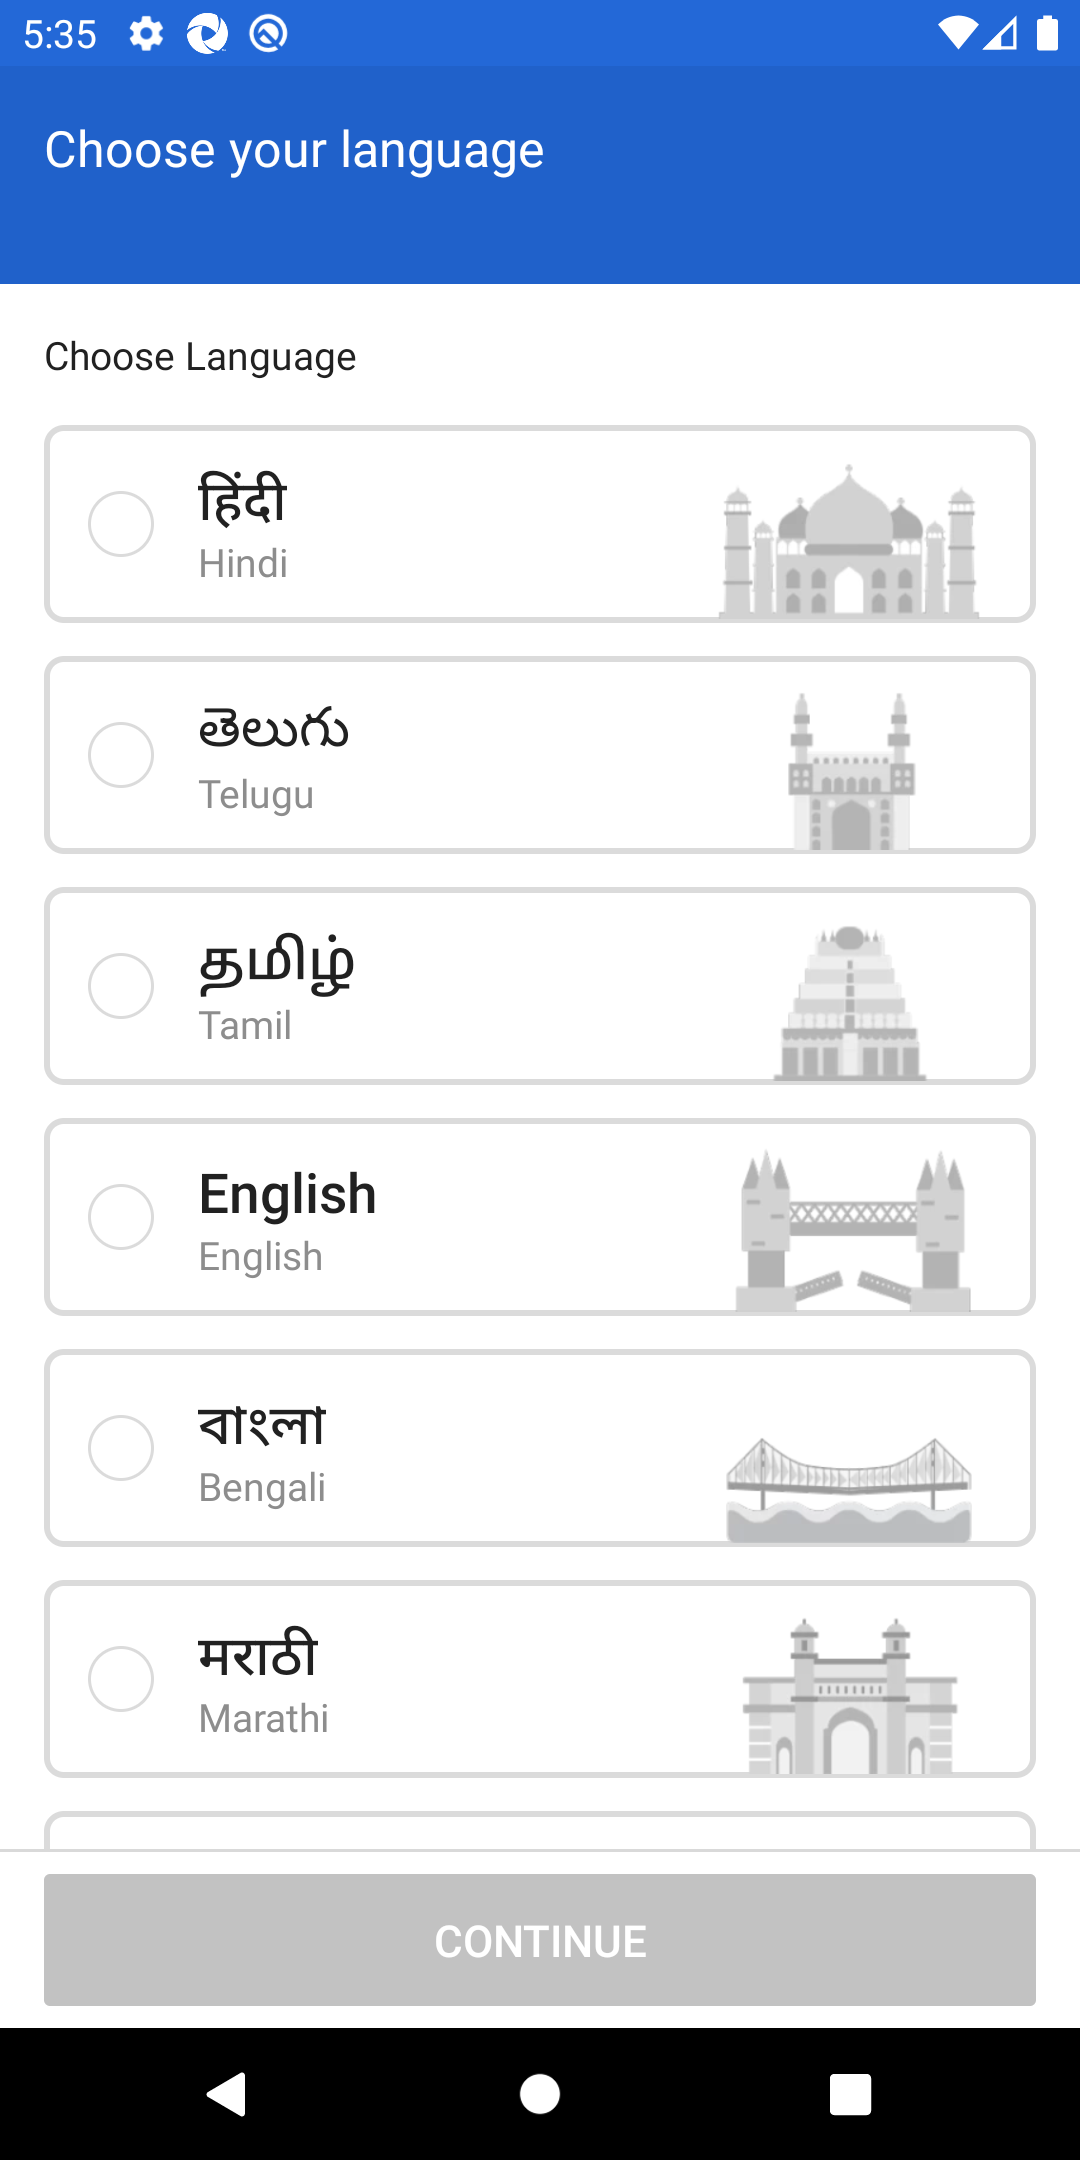 5:35
Choose your language
Choose Language
हिंदी
Hindi
తెలుగు
Telugu
தமிழ்
Tamil
English
English
বাংলা
Bengali
मराठी
Marathi
CONTINUE